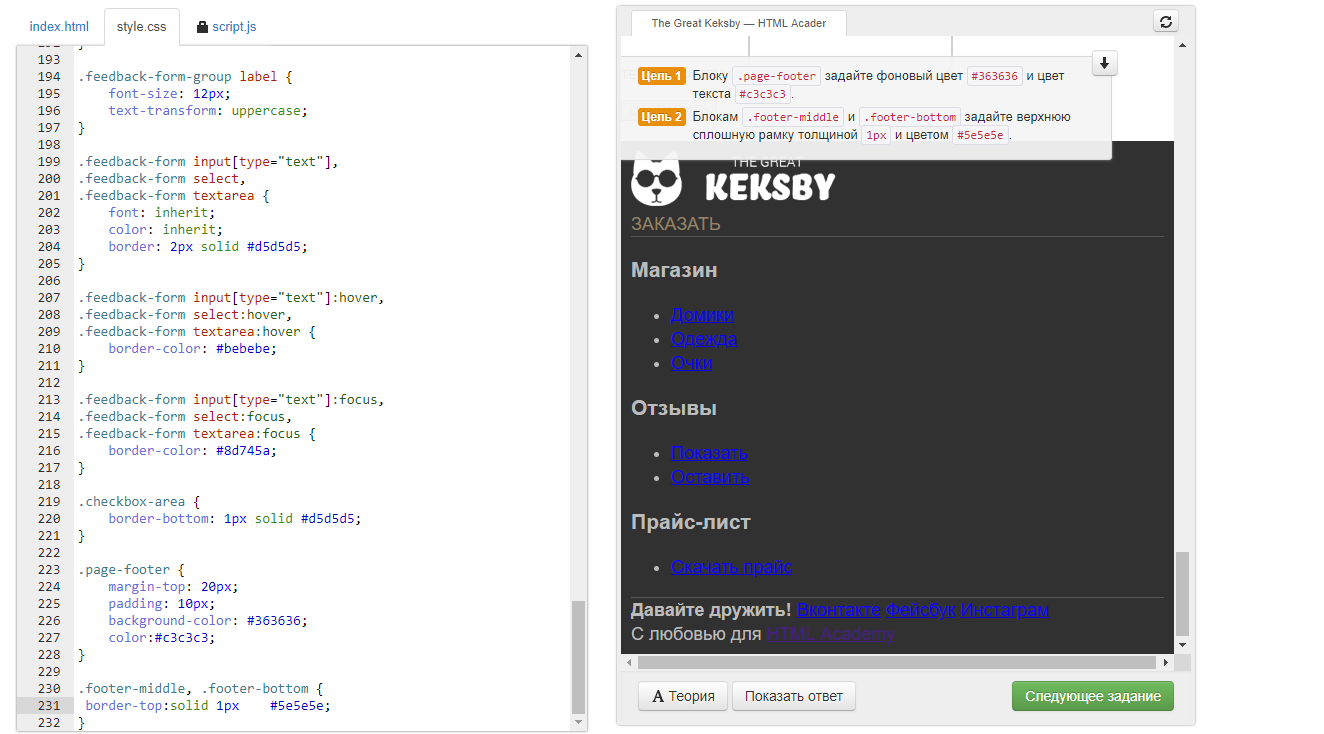 index.html style.css script.js
193
194 .feedback-form-group label {
195 font-size: 12px;
196 text-transform: uppercase;
197 }
198
199 .feedback-form input[type="text"],
200 .feedback-form select,
201 .feedback-form textarea {
202 font: inherit;
203 color: inherit;
204 border: 2px solid #d5d5d5;
205 }
206
207 .feedback-form input[type="text"]:hover,
208 .feedback-form select:hover,
209 .feedback-form textarea:hover {
210 border-color: #bebebe;
211 }
212
213 .feedback-form input[type="text"]:focus,
214 .feedback-form select:focus,
215 .feedback-form textarea:focus {
216 border-color: #8d745a;
217 }
218
219 .checkbox-area {
220 border-bottom: 1px solid #d5d5d5;
221 }
222
223 .page-footer {
224 margin-top: 20px;
225 padding: 10px;
226 background-color: #363636;
227 color:#c3c3c3;
228 }
229
230 .footer-middle, .footer-bottom {
231 border-top:solid 1px    #5e5e5e;
232 }
The Great Keksby — HTML Acader
Цель 1 Блоку .page-footer задайте фоновый цвет #363636 и цвет
текста #c3c3c3.
Цель 2 Блокам .footer-middle и .footer-bottom задайте верхнюю
сплошную рамку толщиной 1px и цветом #5e5e5e.
THE GREAT
KEKSBY
ЗАКАЗАТЬ
Магазин
Домики
Одежда
Очки
Отзывы
Показать
Оставить
Прайс-лист
Скачать прайс
Давайте дружить! Вконтакте Фейсбук Инстаграм
С любовью для HTML Academy
A Теория Показать ответ Следующее задание